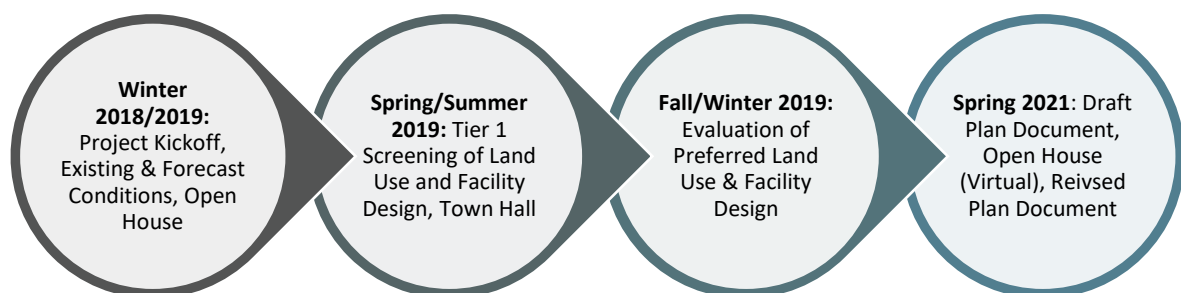 Winter
2018/2019:
Project Kickoff,
Existing & Forecast
Conditions, Open
House
Spring/Summer
2019: Tier 1
Screening of Land
Use and Facility
Design, Town Hall
Fall/Winter 2019:
Evaluation of
Preferred Land
Use & Facility
Design
Spring 2021: Draft
Plan Document,
Open House
(Virtual), Reivsed
Plan Document